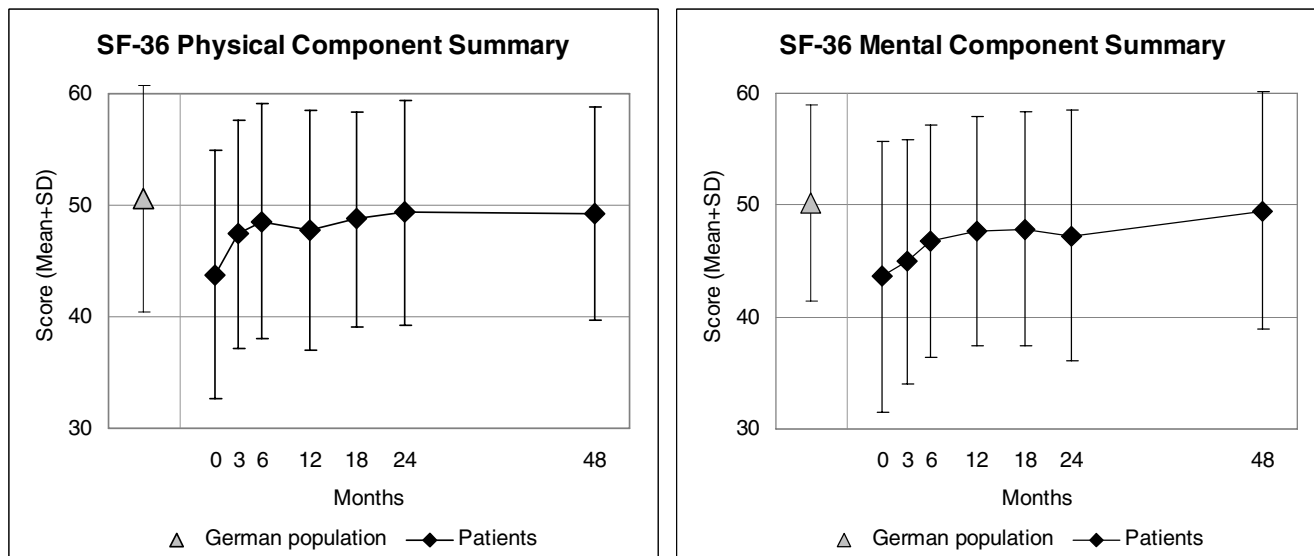 SF-36 Physical Component Summary
60
50
40
30
Score (Mean+SD)
0 3 6 12 18 24 48
Months
German population Patients
SF-36 Mental Component Summary
60
50
40
30
Score (Mean+SD)
0 3 6 12 18 24 48
Months
German population Patients